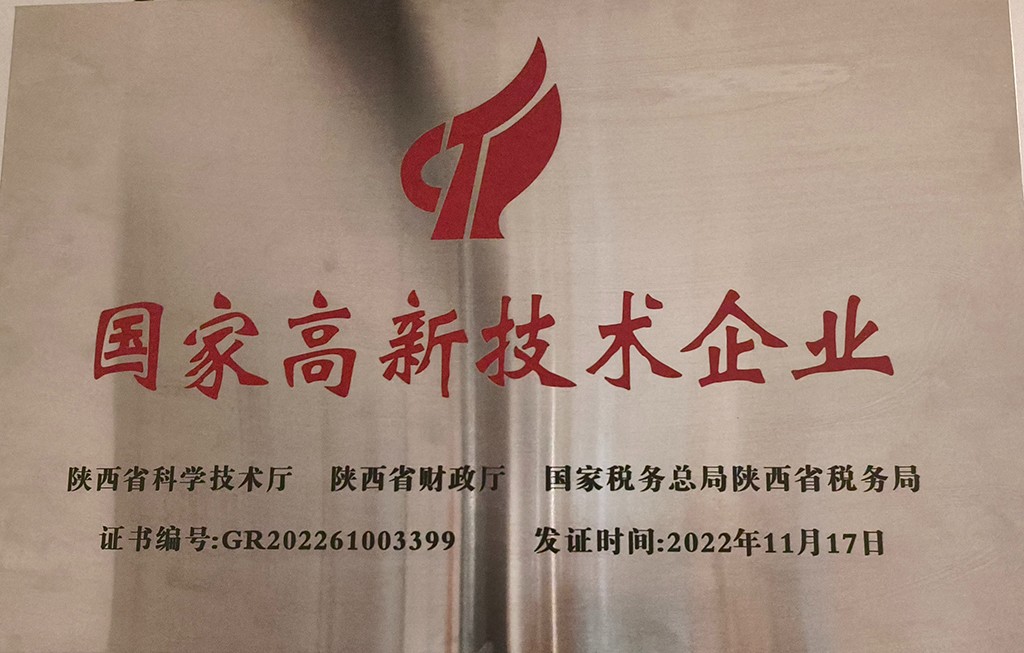 国家高新技术企业
陕西省科学技术厅 陕西省财政厅 国家税务总局陕西省税务局
证书编号:GR202261003399 发证时间:2022年11月17日